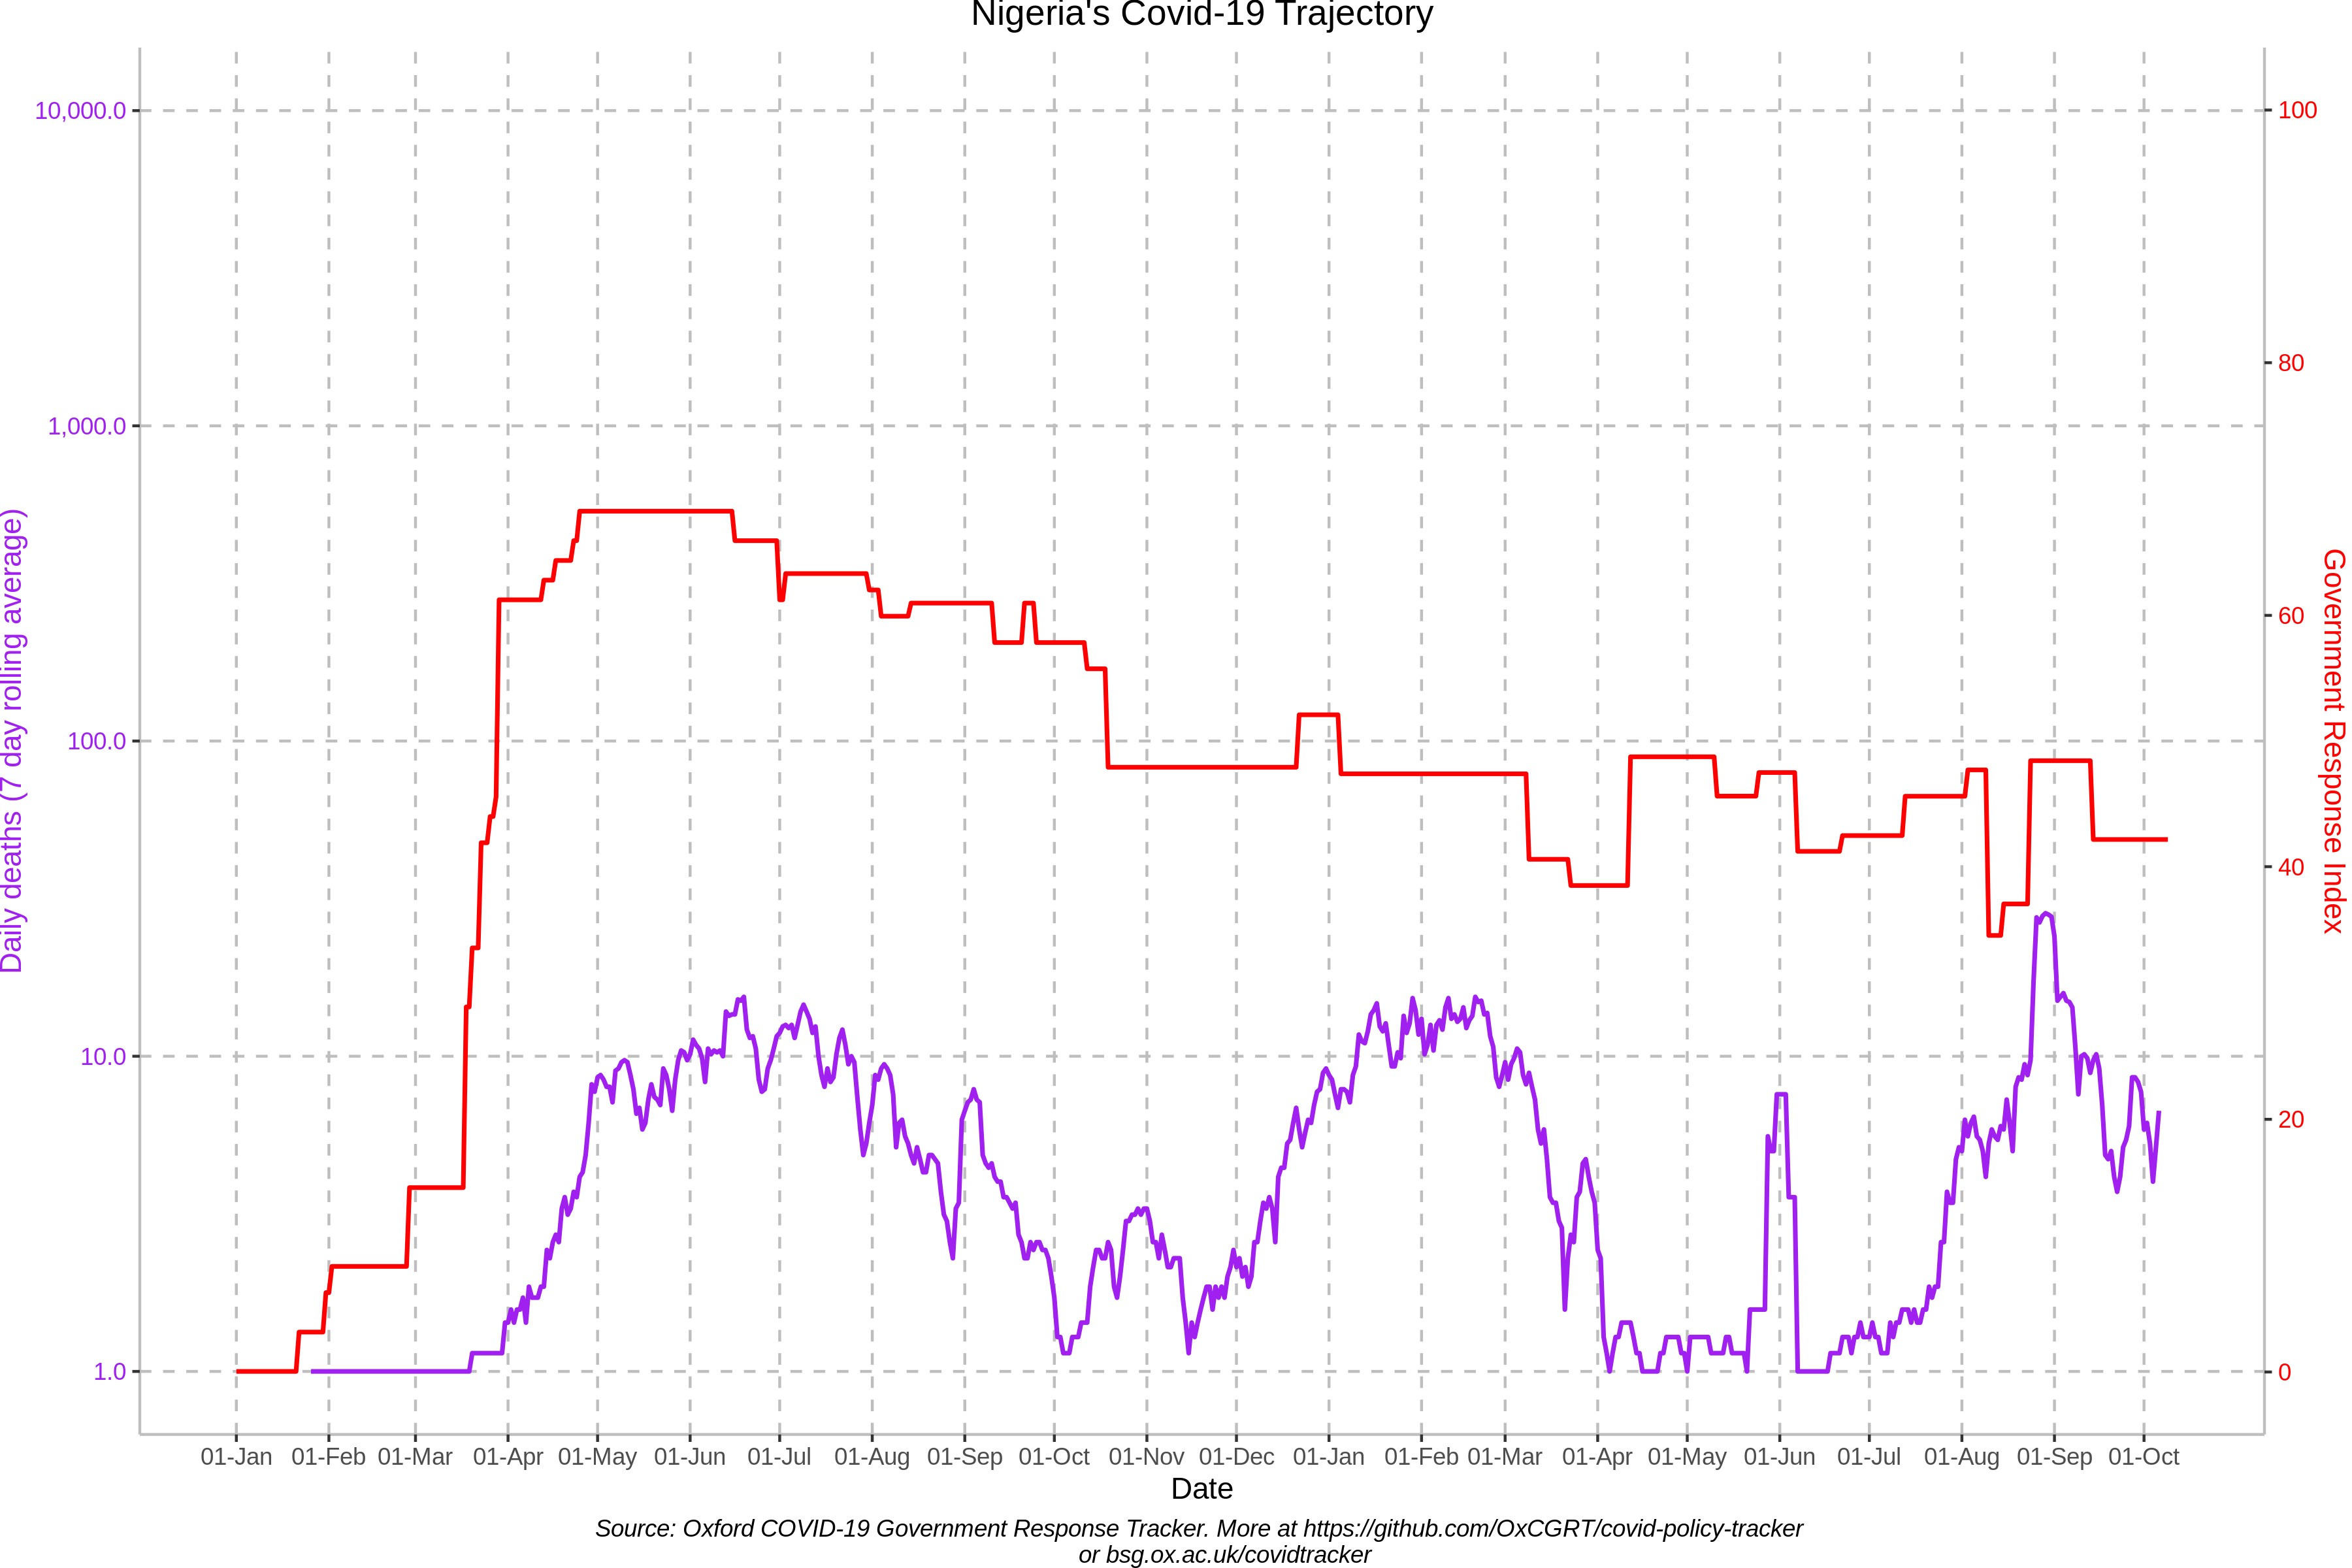 Nigeria's Covid-19 Trajectory
10,000.0
1,000.0
100.0
10.0
1.0
Daily deaths (7 day rolling average)
100
80
60
40
20
0
Government Response Index
01-Jan 01-Feb 01-Mar 01-Apr 01-May 01-Jun 01-Jul 01-Aug 01-Sep 01-Oct 01-Nov 01-Dec 01-Jan 01-Feb 01-Mar 01-Apr 01-May 01-Jun 01-Jul 01-Aug 01-Sep 01-Oct
Date
Source: Oxford COVID-19 Government Response Tracker. More at https://github.com/OxCGRT/covid-policy-tracker
or bsg.ox.ac.uk/covidtracker